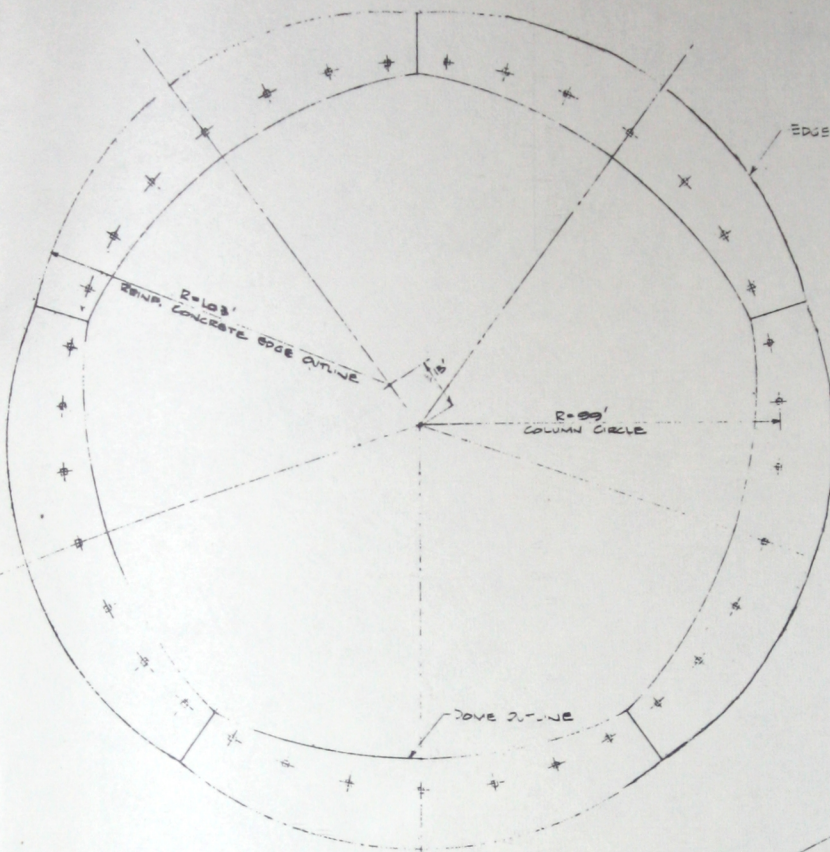 EDGE
R=103'
REINF. CONCRETE EDGE OUTLINE
R=99'
COLUMN CIRCLE
DOME OUTLINE